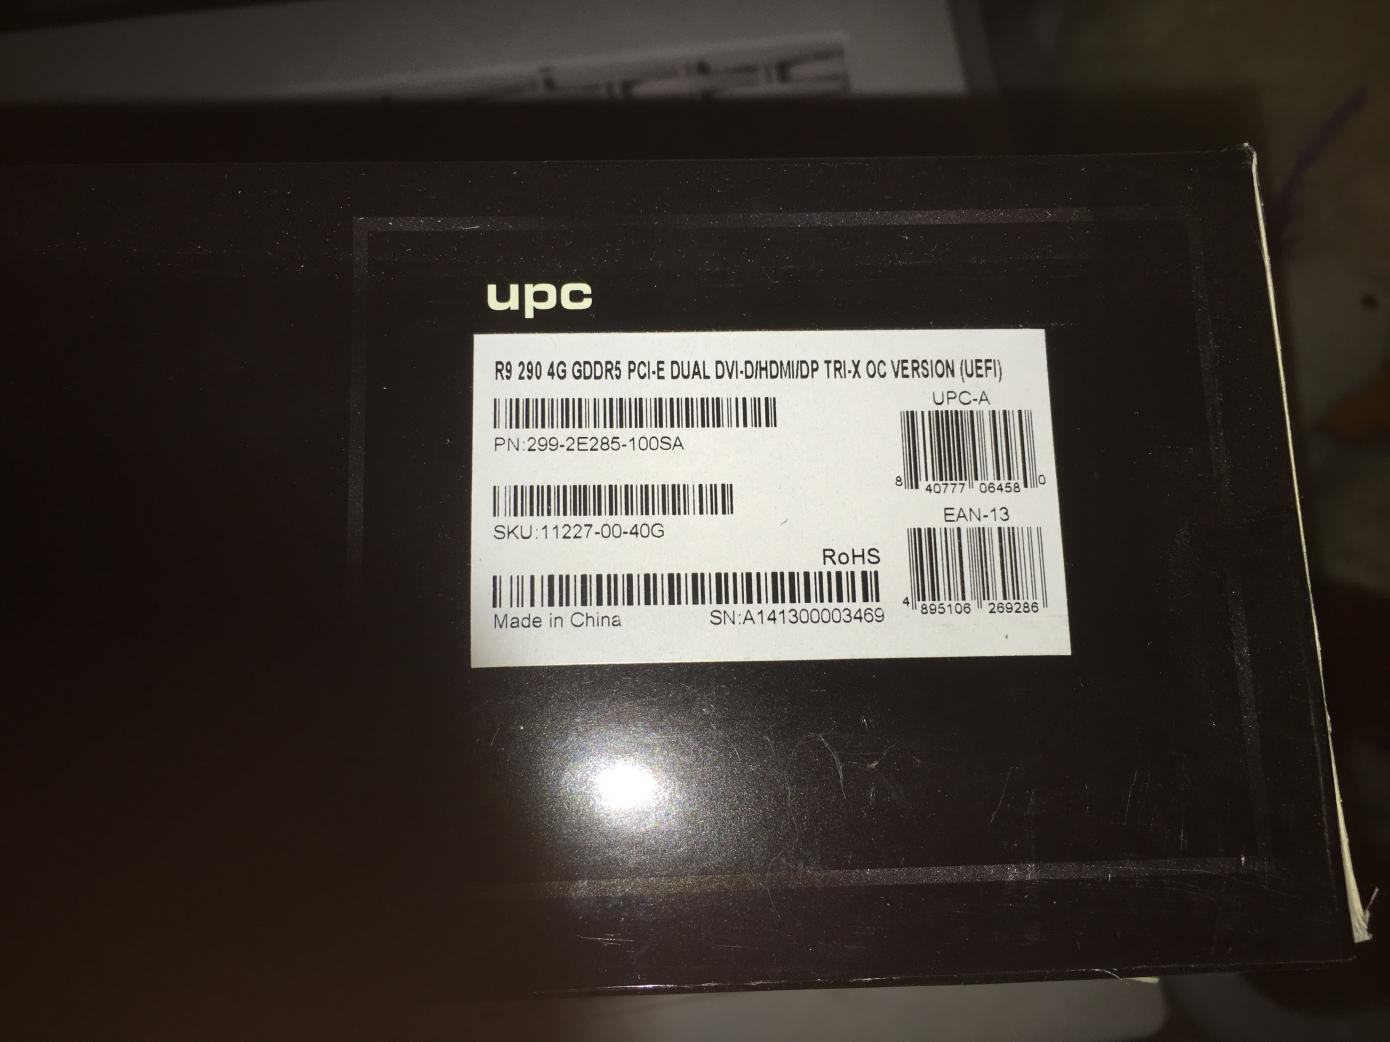 upc
R9 290 4G GDDR5 PCI-E DUAL DVI-D/HDMI/DP TRI-X OC VERSION (UEFI)
UPC-A
PN:299-2E285-100SA
8 40777 06458 0
EAN-13
SKU:11227-00-40G
RoHS
4 895106 269286
Made in China SN:A141300003469